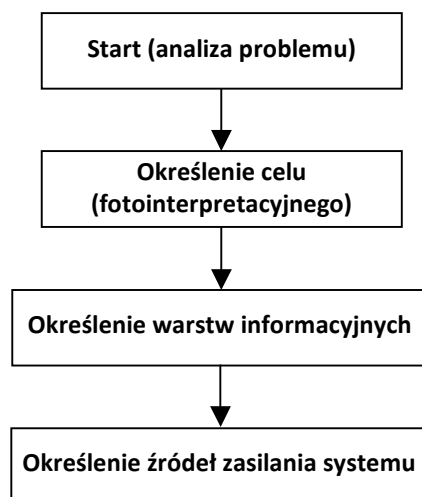 Start (analiza problemu)
Określenie celu
(fotointerpretacyjnego)
Określenie warstw informacyjnych
Określenie źródeł zasilania systemu